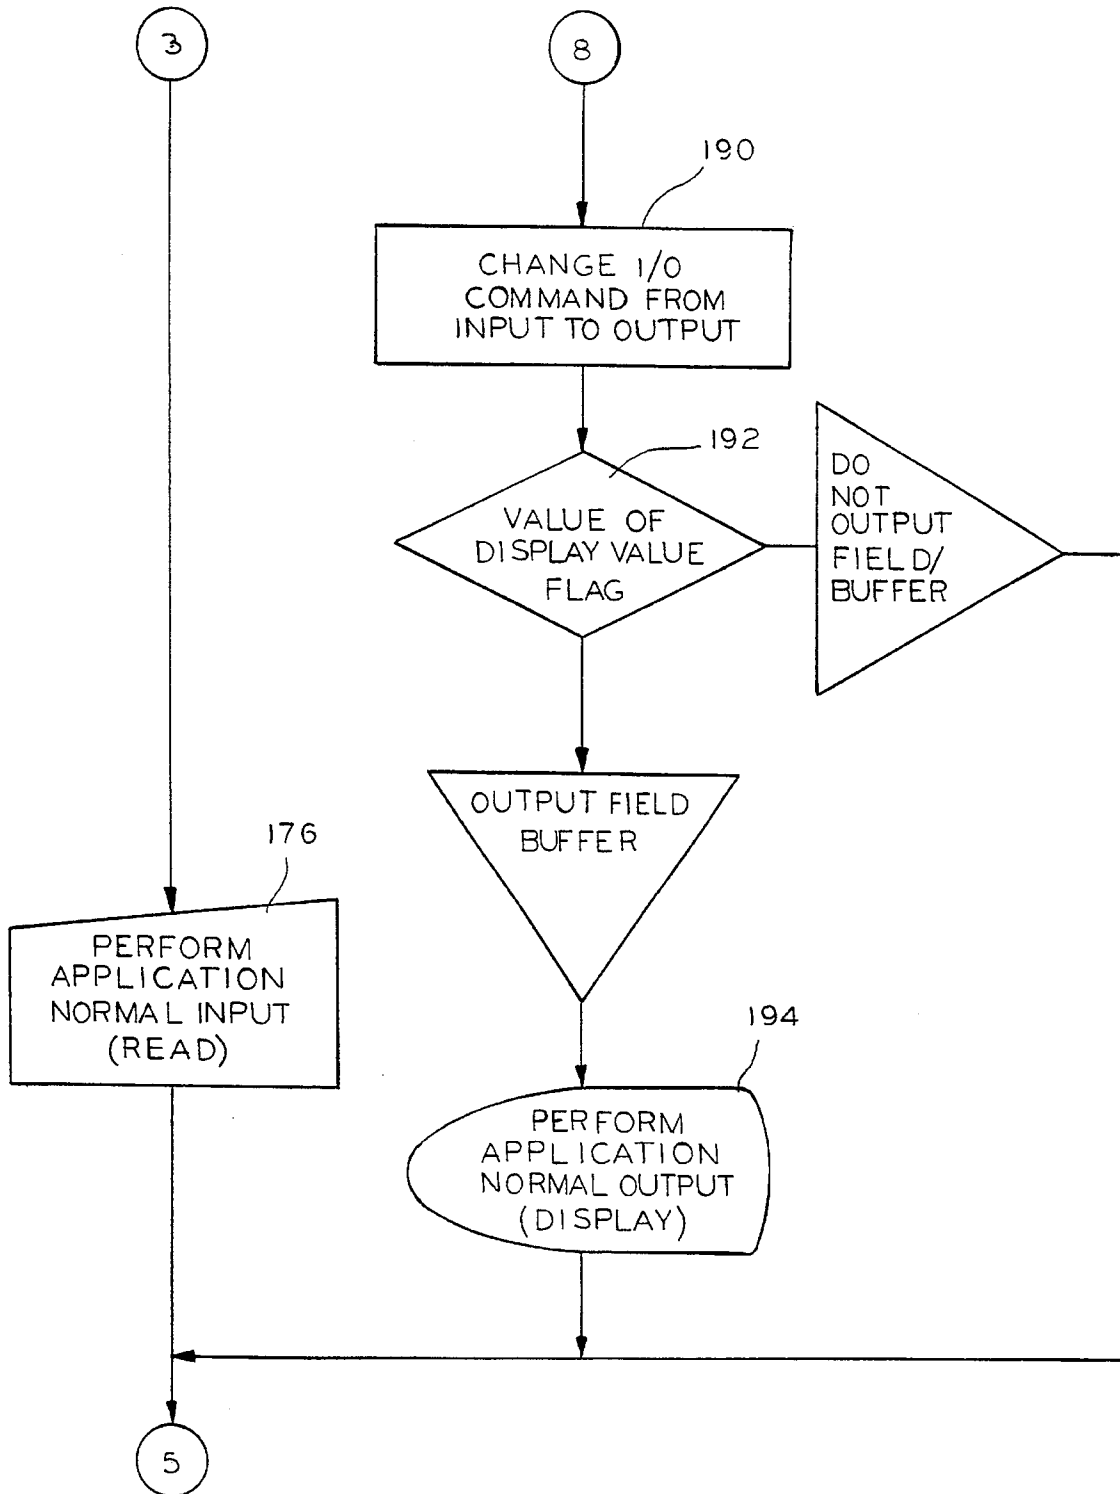 3
8
190
CHANGE I/O
COMMAND FROM
INPUT TO OUTPUT
192
VALUE OF
DISPLAY VALUE
FLAG
DO
NOT
OUTPUT
FIELD/
BUFFER
OUTPUT FIELD
BUFFER
176
PERFORM
APPLICATION
NORMAL INPUT
(READ)
194
PERFORM
APPLICATION
NORMAL OUTPUT
(DISPLAY)
5